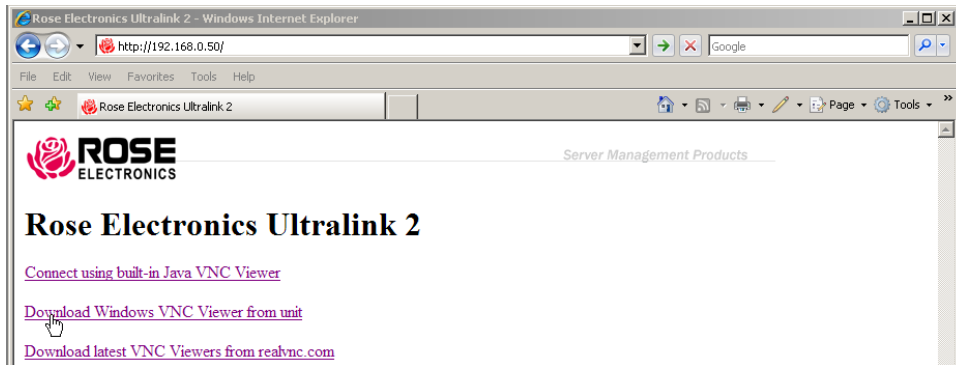 Rose Electronics Ultralink 2 - Windows Internet Explorer
http://192.168.0.50/
Google
File Edit View Favorites Tools Help
Rose Electronics Ultralink 2
Page Tools »
ROSE
ELECTRONICS
Server Management Products
Rose Electronics Ultralink 2
Connect using built-in Java VNC Viewer
Download Windows VNC Viewer from unit
Download latest VNC Viewers from realvnc.com